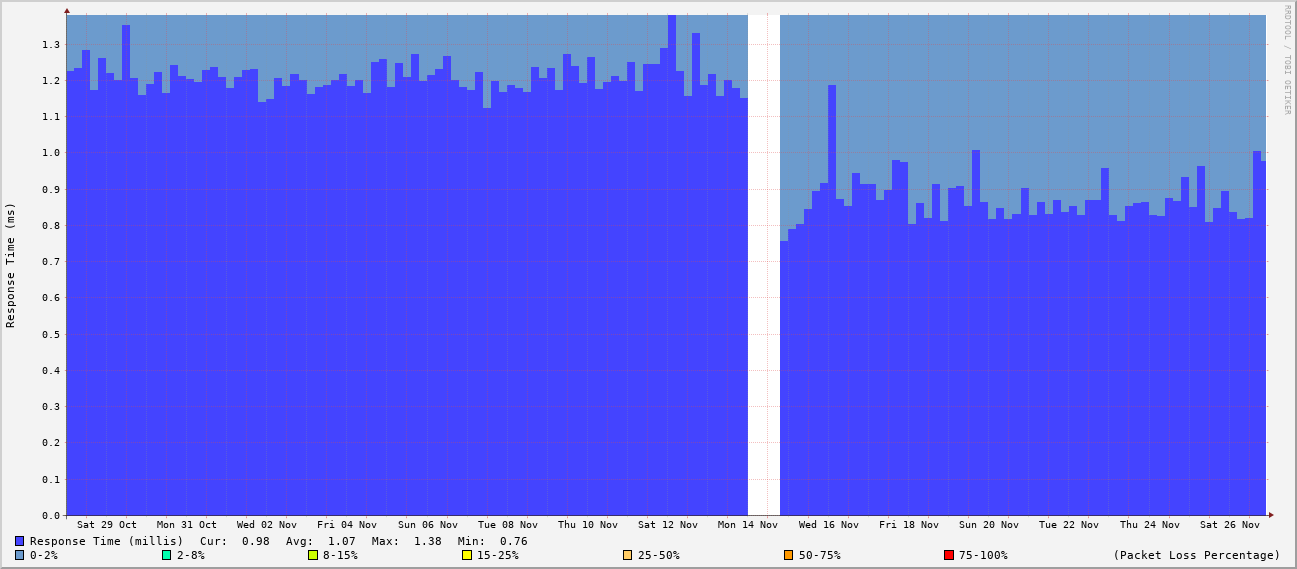 RRDTOOL / TOBI OETIKER
Response Time (ms)
1.3
1.2
1.1
1.0
0.9
0.8
0.7
0.6
0.5
0.4
0.3
0.2
0.1
0.0
Sat 29 Oct Mon 31 Oct Wed 02 Nov Fri 04 Nov Sun 06 Nov Tue 08 Nov Thu 10 Nov Sat 12 Nov Mon 14 Nov Wed 16 Nov Fri 18 Nov Sun 20 Nov Tue 22 Nov Thu 24 Nov Sat 26 Nov
Response Time (millis) Cur: 0.98 Avg: 1.07 Max: 1.38 Min: 0.76
0-2% 2-8% 8-15% 15-25% 25-50% 50-75% 75-100% (Packet Loss Percentage)